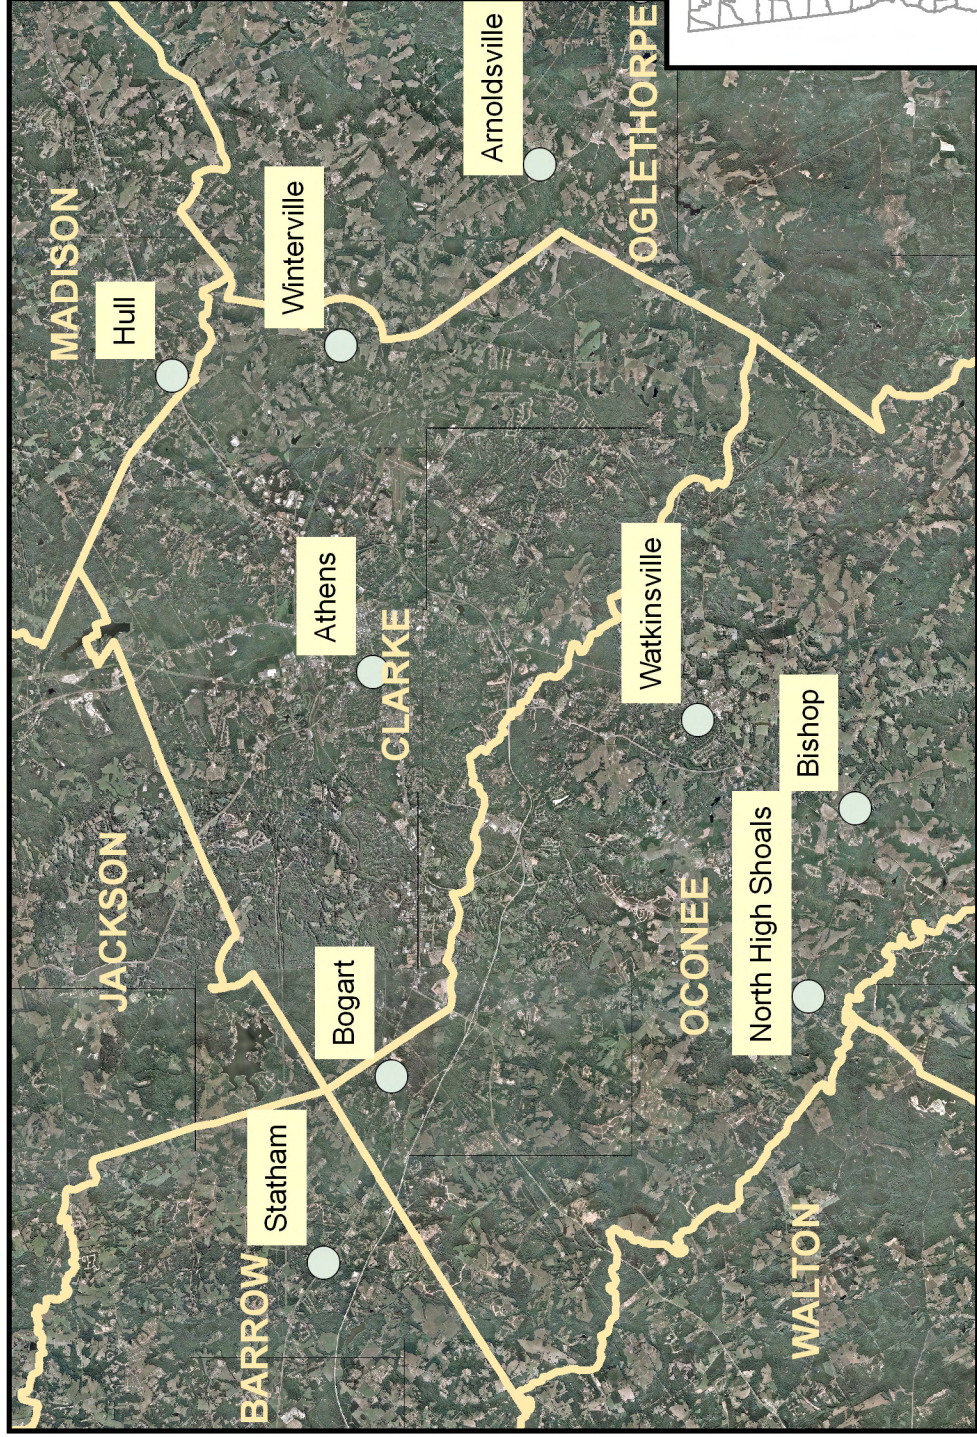 MADISON
Hull
Winterville
Arnoldsville
OGLETHORPE
JACKSON
Athens
CLARKE
Watkinsville
Bishop
Bogart
OCONEE
North High Shoals
Statham
BARROW
WALTON